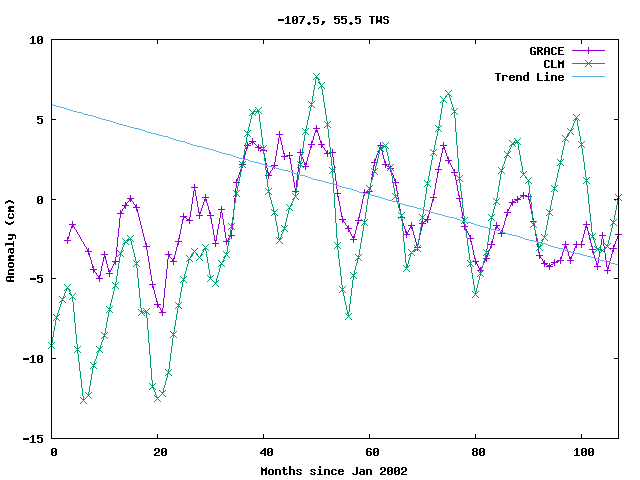 -107.5, 55.5 TWS
GRACE
CLM
Trend Line
10
5
0
-5
-10
-15
Anomaly (cm)
0 20 40 60 80 100
Months since Jan 2002